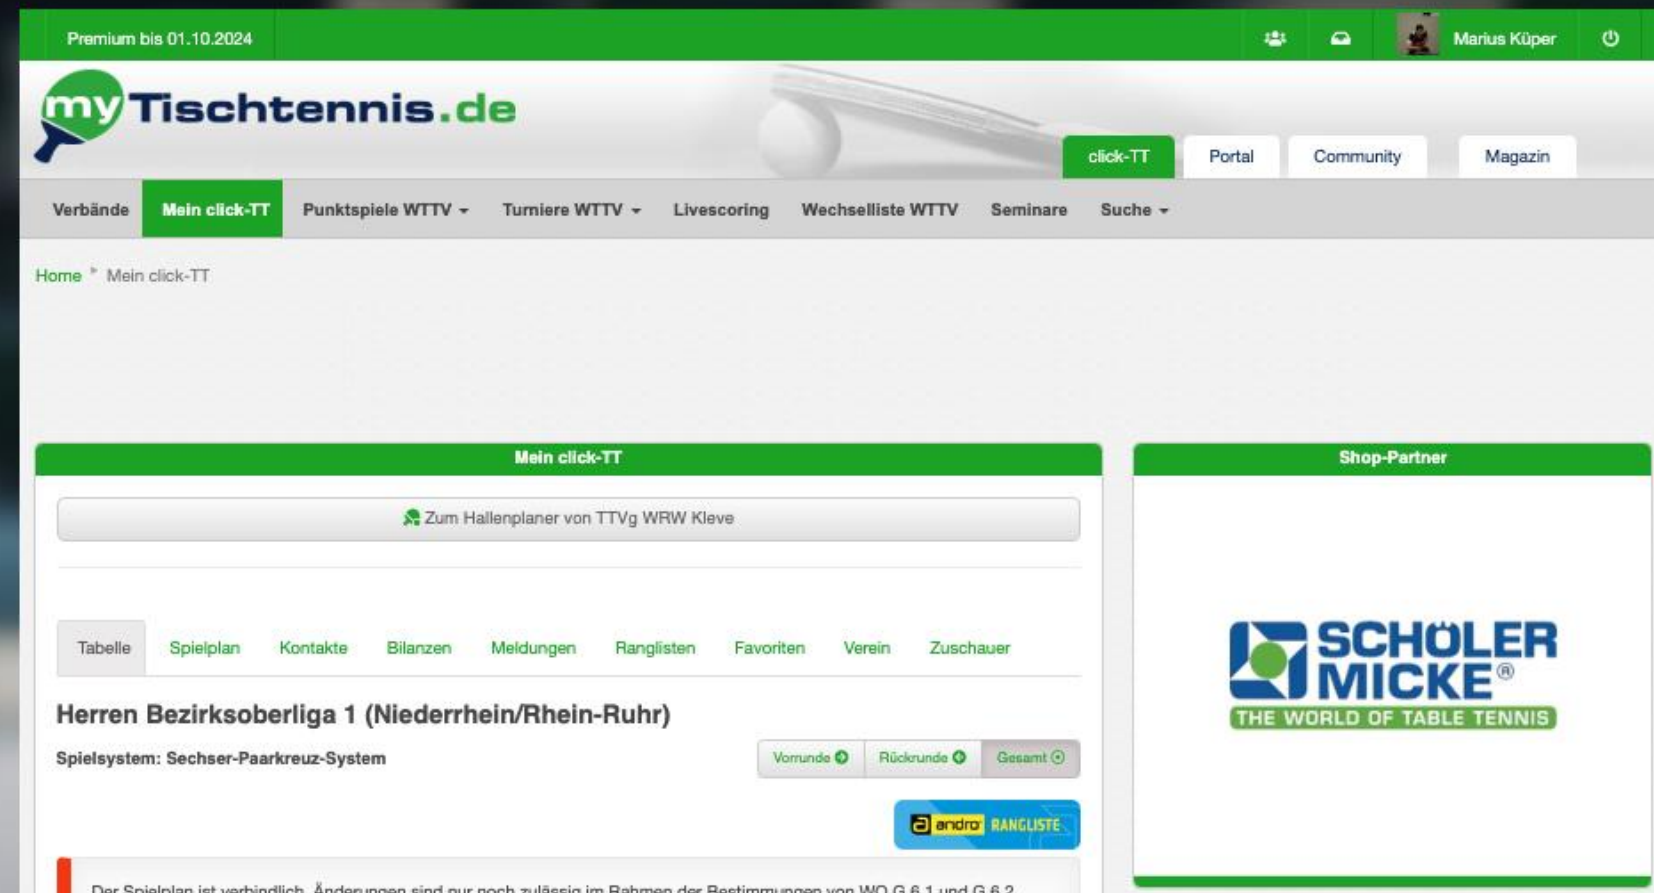 Premium bis 01.10.2024
Marius Küper
myTischtennis.de
click-TT Portal Community Magazin
Verbände Mein click-TT Punktspiele WTTV Turniere WTTV Livescoring Wechselliste WTTV Seminare Suche
Home Mein click-TT
Mein click-TT
Zum Hallenplaner von TTVg WRW Kleve
Tabelle Spielplan Kontakte Bilanzen Meldungen Ranglisten Favoriten Verein Zuschauer
Herren Bezirksoberliga 1 (Niederrhein/Rhein-Ruhr)
Spielsystem: Sechser-Paarkreuz-System
Vorrunde Rückrunde Gesamt
andro RANGLISTE
Der Spielplan ist verbindlich. Änderungen sind nur noch zulässig im Rahmen der Bestimmungen von WO G 6.1 und G 6.2
Shop-Partner
SCHÖLER
MICKE®
THE WORLD OF TABLE TENNIS